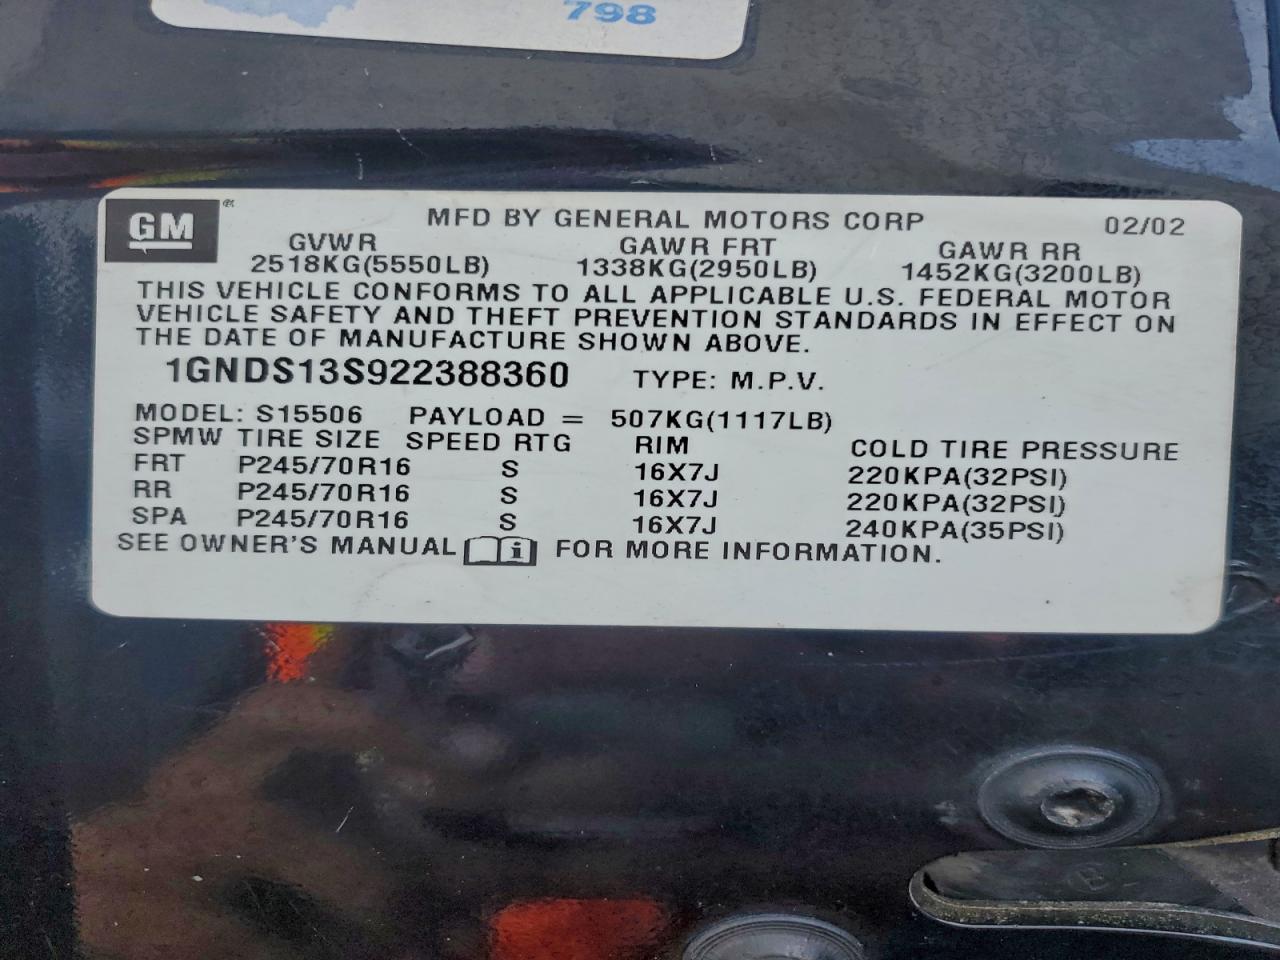 798
GM ® MFD BY GENERAL MOTORS CORP 02/02
GVWR GAWR FRT GAWR RR
2518KG(5550LB) 1338KG(2950LB) 1452KG(3200LB)
THIS VEHICLE CONFORMS TO ALL APPLICABLE U.S. FEDERAL MOTOR
VEHICLE SAFETY AND THEFT PREVENTION STANDARDS IN EFFECT ON
THE DATE OF MANUFACTURE SHOWN ABOVE.
1GNDS13S922388360 TYPE: M.P.V.
MODEL: S15506 PAYLOAD = 507KG(1117LB)
SPMW TIRE SIZE SPEED RTG RIM COLD TIRE PRESSURE
FRT P245/70R16 S 16X7J 220KPA(32PSI)
RR P245/70R16 S 16X7J 220KPA(32PSI)
SPA P245/70R16 S 16X7J 240KPA(35PSI)
SEE OWNER'S MANUAL i FOR MORE INFORMATION.